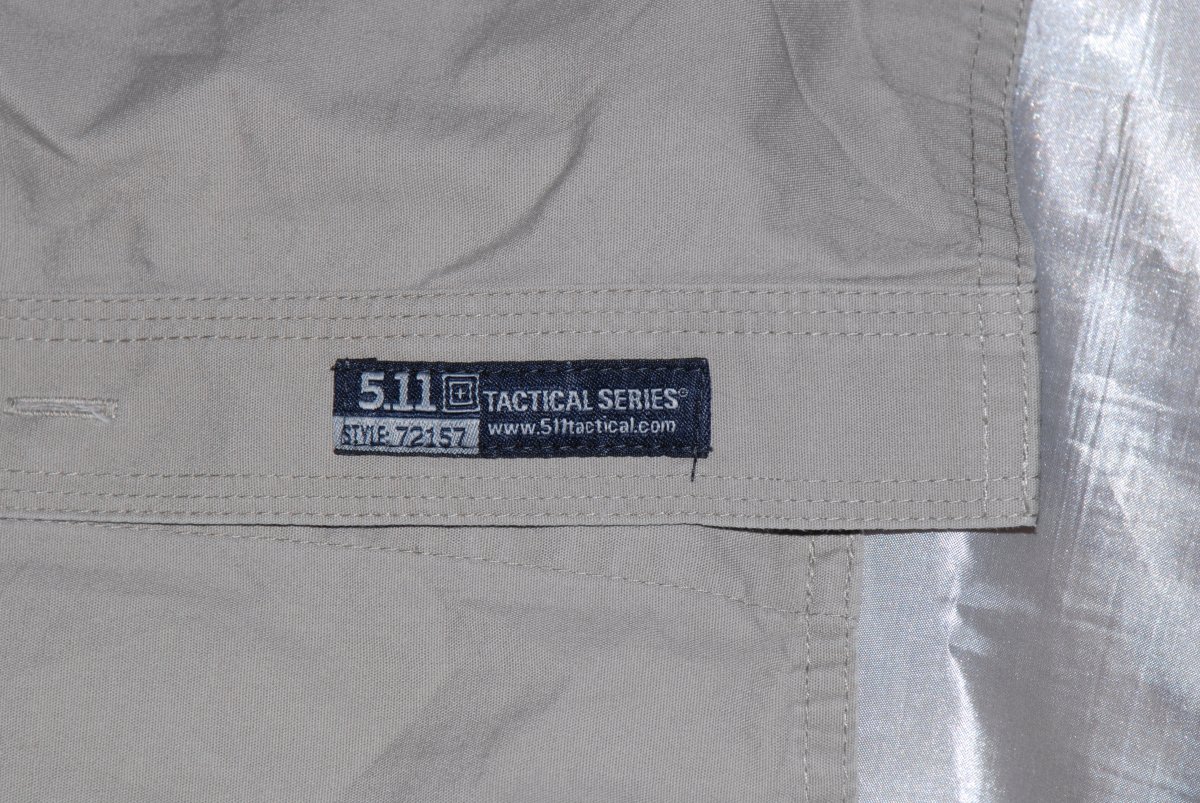 5.11 TACTICAL SERIES®
STYLE: 72157 www.511tactical.com